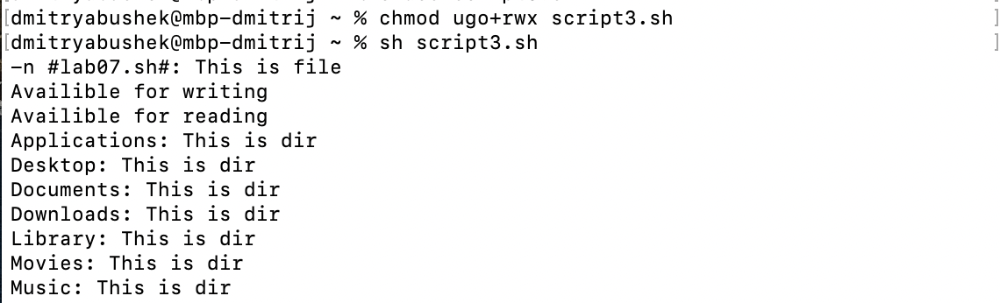 [dmitryabushek@mbp-dmitrij ~ % chmod ugo+rwx script3.sh ]
[dmitryabushek@mbp-dmitrij ~ % sh script3.sh ]
-n #lab07.sh#: This is file
Availible for writing
Availible for reading
Applications: This is dir
Desktop: This is dir
Documents: This is dir
Downloads: This is dir
Library: This is dir
Movies: This is dir
Music: This is dir